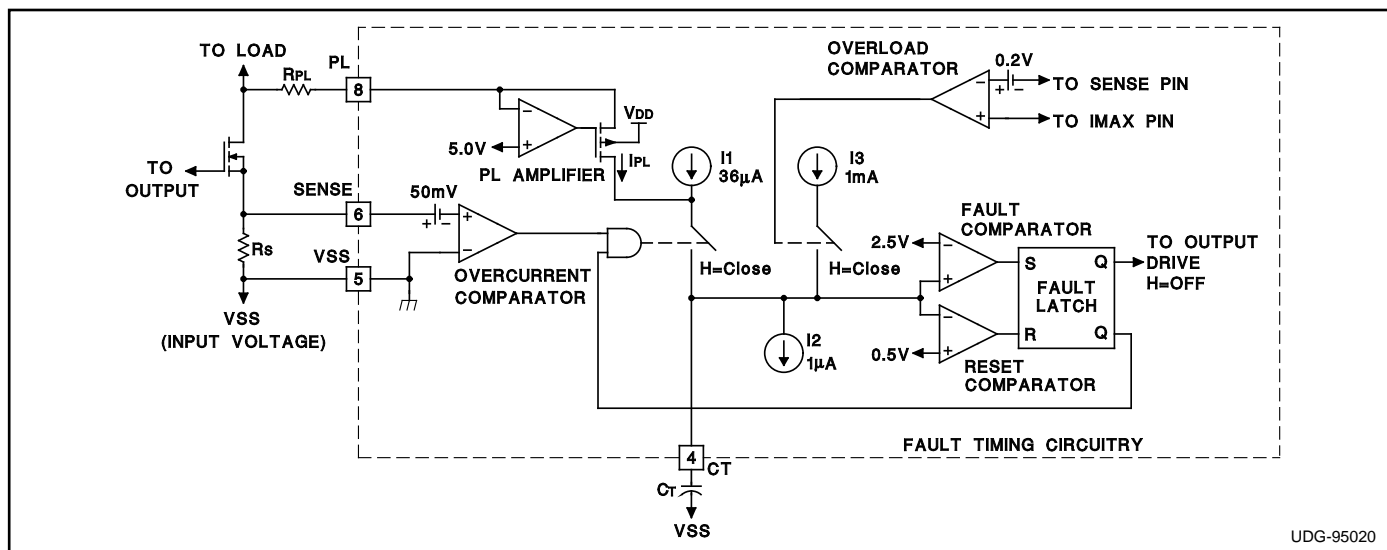 TO LOAD
PL
RPL
8
TO
OUTPUT
SENSE
6
RS
VSS
5
VSS
(INPUT VOLTAGE)
5.0V
PL AMPLIFIER
VDD
IPL
50mV
OVERCURRENT
COMPARATOR
I1
36µA
H=Close
OVERLOAD
COMPARATOR
0.2V
TO SENSE PIN
TO IMAX PIN
I3
1mA
H=Close
I2
1µA
FAULT
COMPARATOR
2.5V
0.5V
RESET
COMPARATOR
S
Q
FAULT
LATCH
R
Q
TO OUTPUT
DRIVE
H=OFF
FAULT TIMING CIRCUITRY
4
CT
CT
VSS
UDG-95020